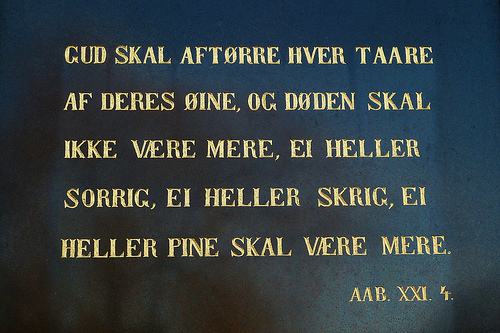 GUD SKAL AFTØRRE HVER TAARE
AF DERES ØINE, OG DØDEN SKAL
IKKE VÆRE MERE, EI HELLER
SORRIG, EI HELLER SKRIG, EI
HELLER PINE SKAL VÆRE MERE.
AAB. XXI. 4.